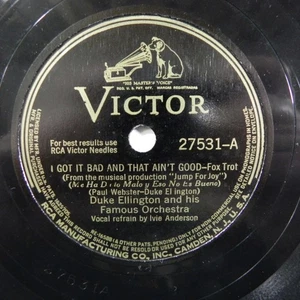 "HIS MASTER'S VOICE"
VICTOR
For best results use
RCA Victor Needles
27531-A
I GOT IT BAD AND THAT AIN'T GOOD—Fox Trot
(From the musical production "Jump For Joy")
(Me Ha Dado Malo y Eso No Es Bueno)
(Paul Webster-Duke Ellington)
Duke Ellington and his
Famous Orchestra
Vocal refrain by Ivie Anderson
RCA MANUFACTURING CO., INC., CAMDEN, N. J., U. S. A.